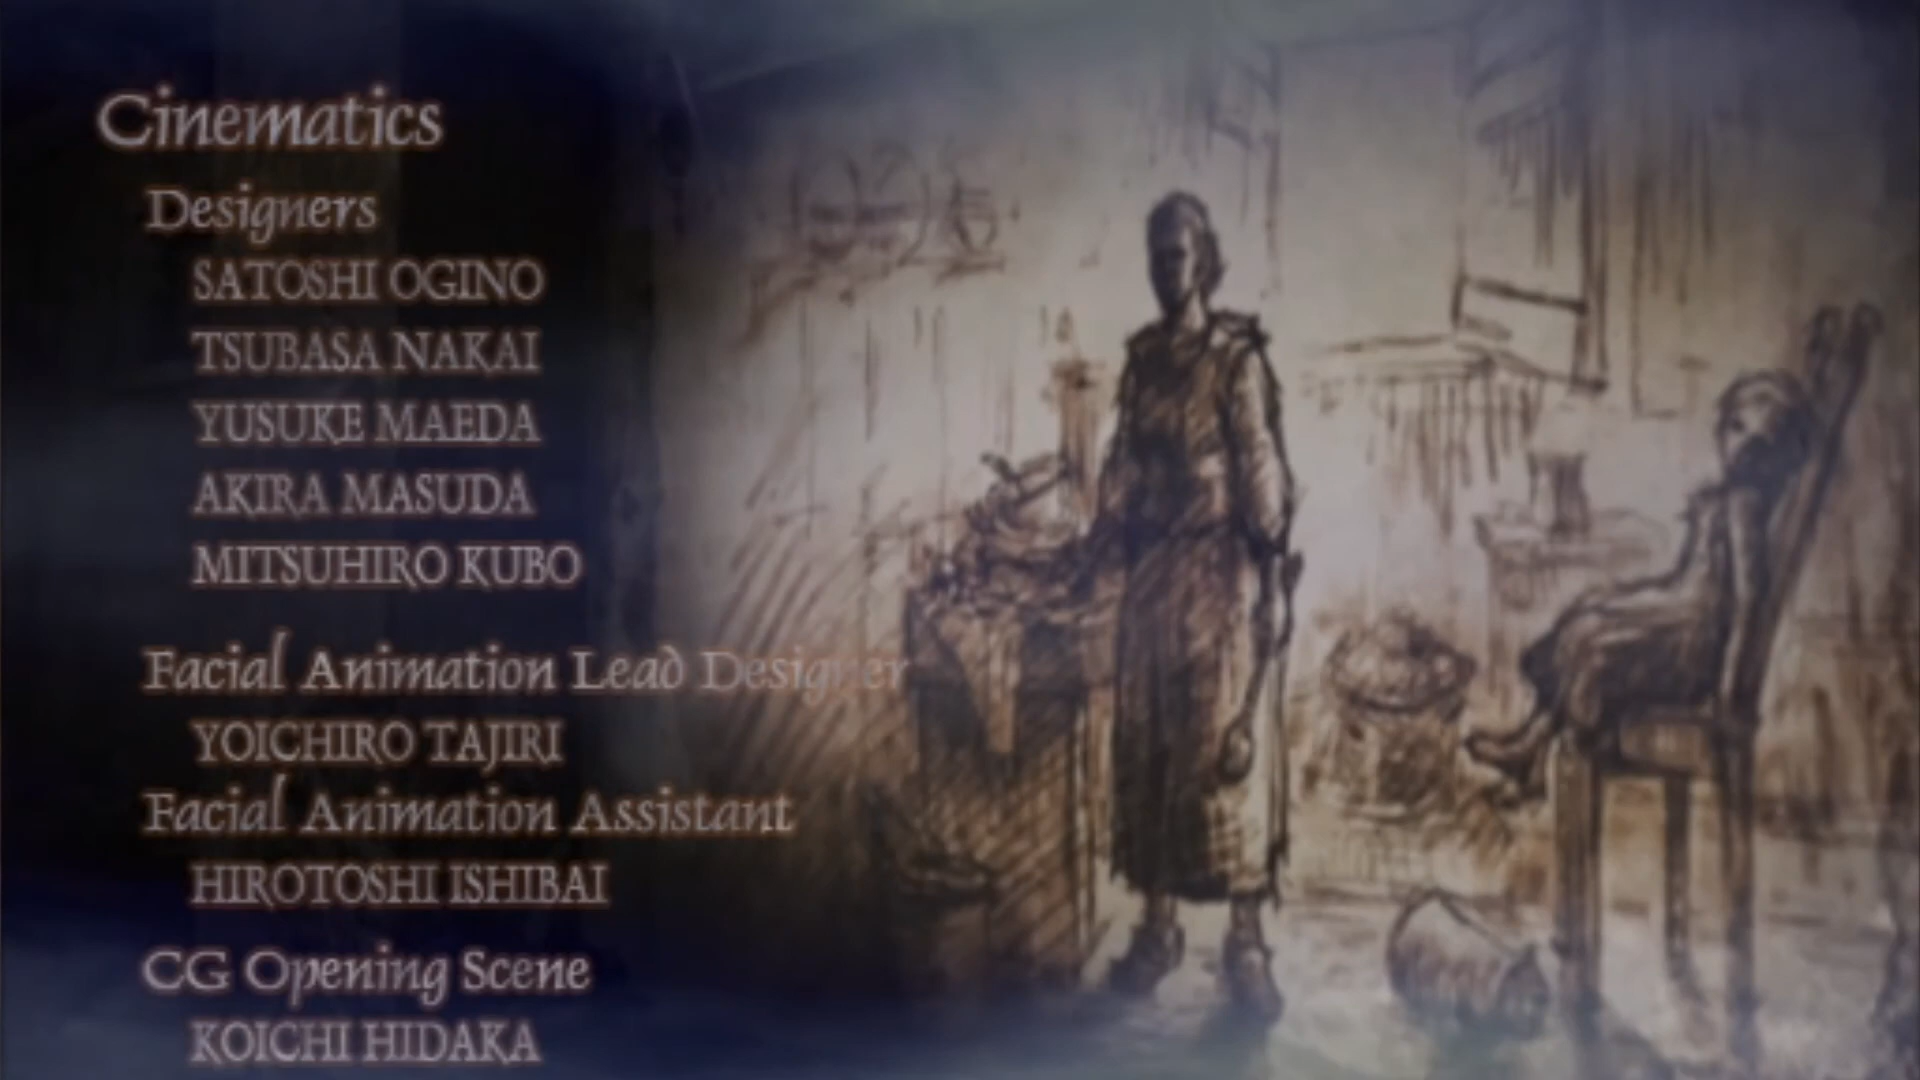 Cinematics
Designers
SATOSHI OGINO
TSUBASA NAKAI
YUSUKE MAEDA
AKIRA MASUDA
MITSUHIRO KUBO
Facial Animation Lead Designer
YOICHIRO TAJIRI
Facial Animation Assistant
HIROTOSHI ISHIBAI
CG Opening Scene
KOICHI HIDAKA